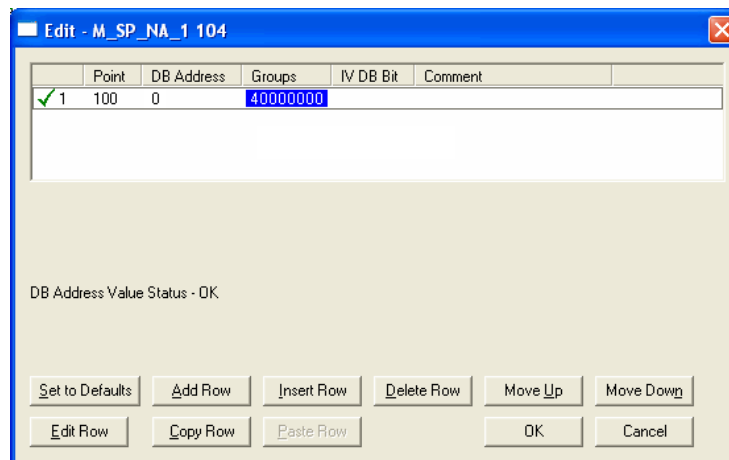 Edit - M_SP_NA_1 104
Point DB Address Groups IV DB Bit Comment
1 100 0 40000000
DB Address Value Status - OK
Set to Defaults Add Row Insert Row Delete Row Move Up Move Down
Edit Row Copy Row Paste Row OK Cancel